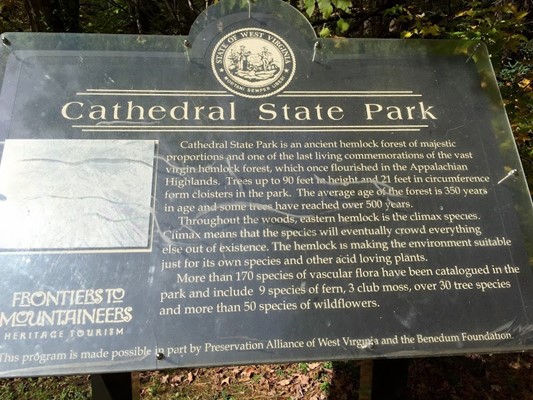 STATE OF WEST VIRGINIA
MONTANI SEMPER LIBERI
Cathedral State Park
Cathedral State Park is an ancient hemlock forest of majestic
proportions and one of the last living commemorations of the vast
virgin hemlock forest, which once flourished in the Appalachian
Highlands. Trees up to 90 feet in height and 21 feet in circumference
form cloisters in the park. The average age of the forest is 350 years
in age and some trees have reached over 500 years.
Throughout the woods, eastern hemlock is the climax species.
Climax means that the species will eventually crowd everything
else out of existence. The hemlock is making the environment suitable
just for its own species and other acid loving plants.
More than 170 species of vascular flora have been catalogued in the
park and include 9 species of fern, 3 club moss, over 30 tree species
and more than 50 species of wildflowers.
FRONTIERS TO
MOUNTAINEERS
HERITAGE TOURISM
This program is made possible in part by Preservation Alliance of West Virginia and the Benedum Foundation.